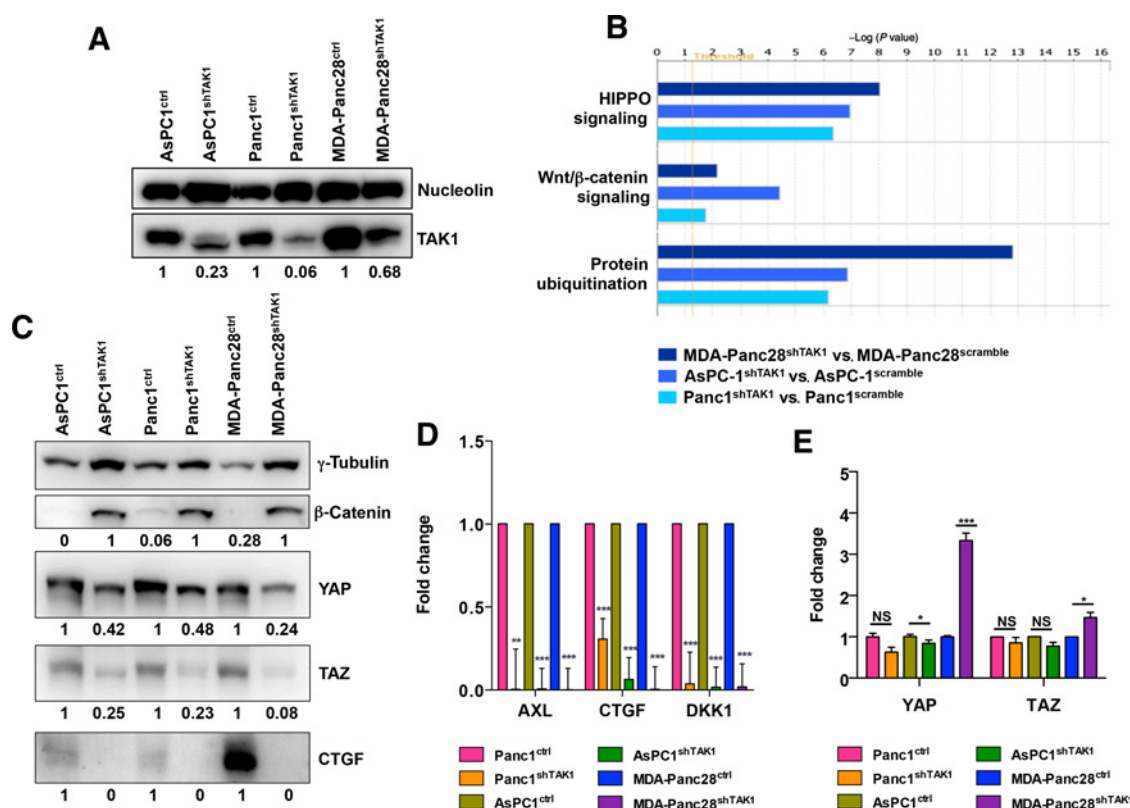 A
AsPC1ctrl
AsPC1shTAK1
Panc1ctrl
Panc1shTAK1
MDA-Panc28ctrl
MDA-Panc28shTAK1
Nucleolin
TAK1
1 0.23 1 0.06 1 0.68
B
–Log (P value)
0 1 2 3 4 5 6 7 8 9 10 11 12 13 14 15 16
Threshold
HIPPO
signaling
Wnt/β-catenin
signaling
Protein
ubiquitination
MDA-Panc28shTAK1 vs. MDA-Panc28scramble
AsPC-1shTAK1 vs. AsPC-1scramble
Panc1shTAK1 vs. Panc1scramble
C
AsPC1ctrl
AsPC1shTAK1
Panc1ctrl
Panc1shTAK1
MDA-Panc28ctrl
MDA-Panc28shTAK1
γ-Tubulin
β-Catenin
0 1 0.06 1 0.28 1
YAP
1 0.42 1 0.48 1 0.24
TAZ
1 0.25 1 0.23 1 0.08
CTGF
1 0 1 0 1 0
D
Fold change
1.5
1.0
0.5
0.0
** *** *** *** *** *** *** *** ***
AXL CTGF DKK1
Panc1ctrl
Panc1shTAK1
AsPC1ctrl
AsPC1shTAK1
MDA-Panc28ctrl
MDA-Panc28shTAK1
E
Fold change
5
4
3
2
1
0
NS * *** NS NS *
YAP TAZ
Panc1ctrl
Panc1shTAK1
AsPC1ctrl
AsPC1shTAK1
MDA-Panc28ctrl
MDA-Panc28shTAK1